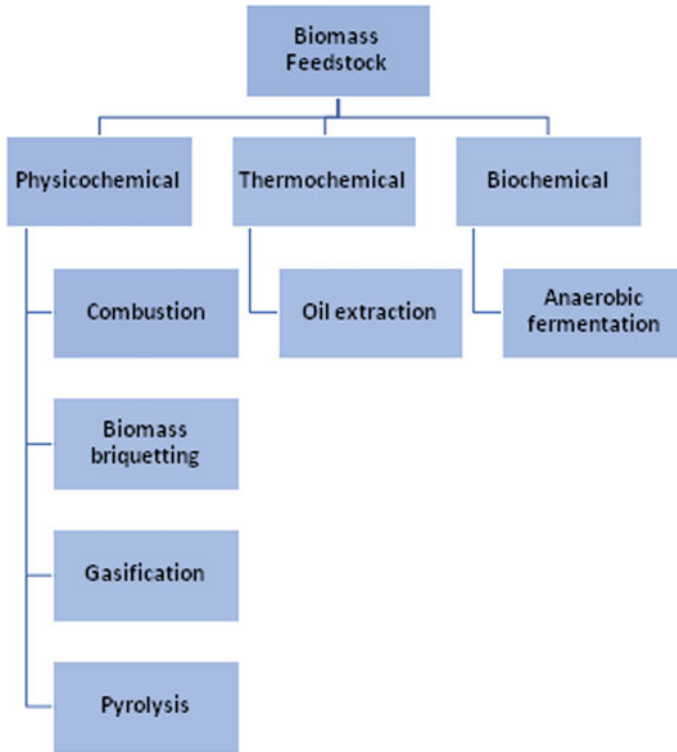 Biomass
Feedstock
Physicochemical
Thermochemical
Biochemical
Combustion
Oil extraction
Anaerobic
fermentation
Biomass
briquetting
Gasification
Pyrolysis